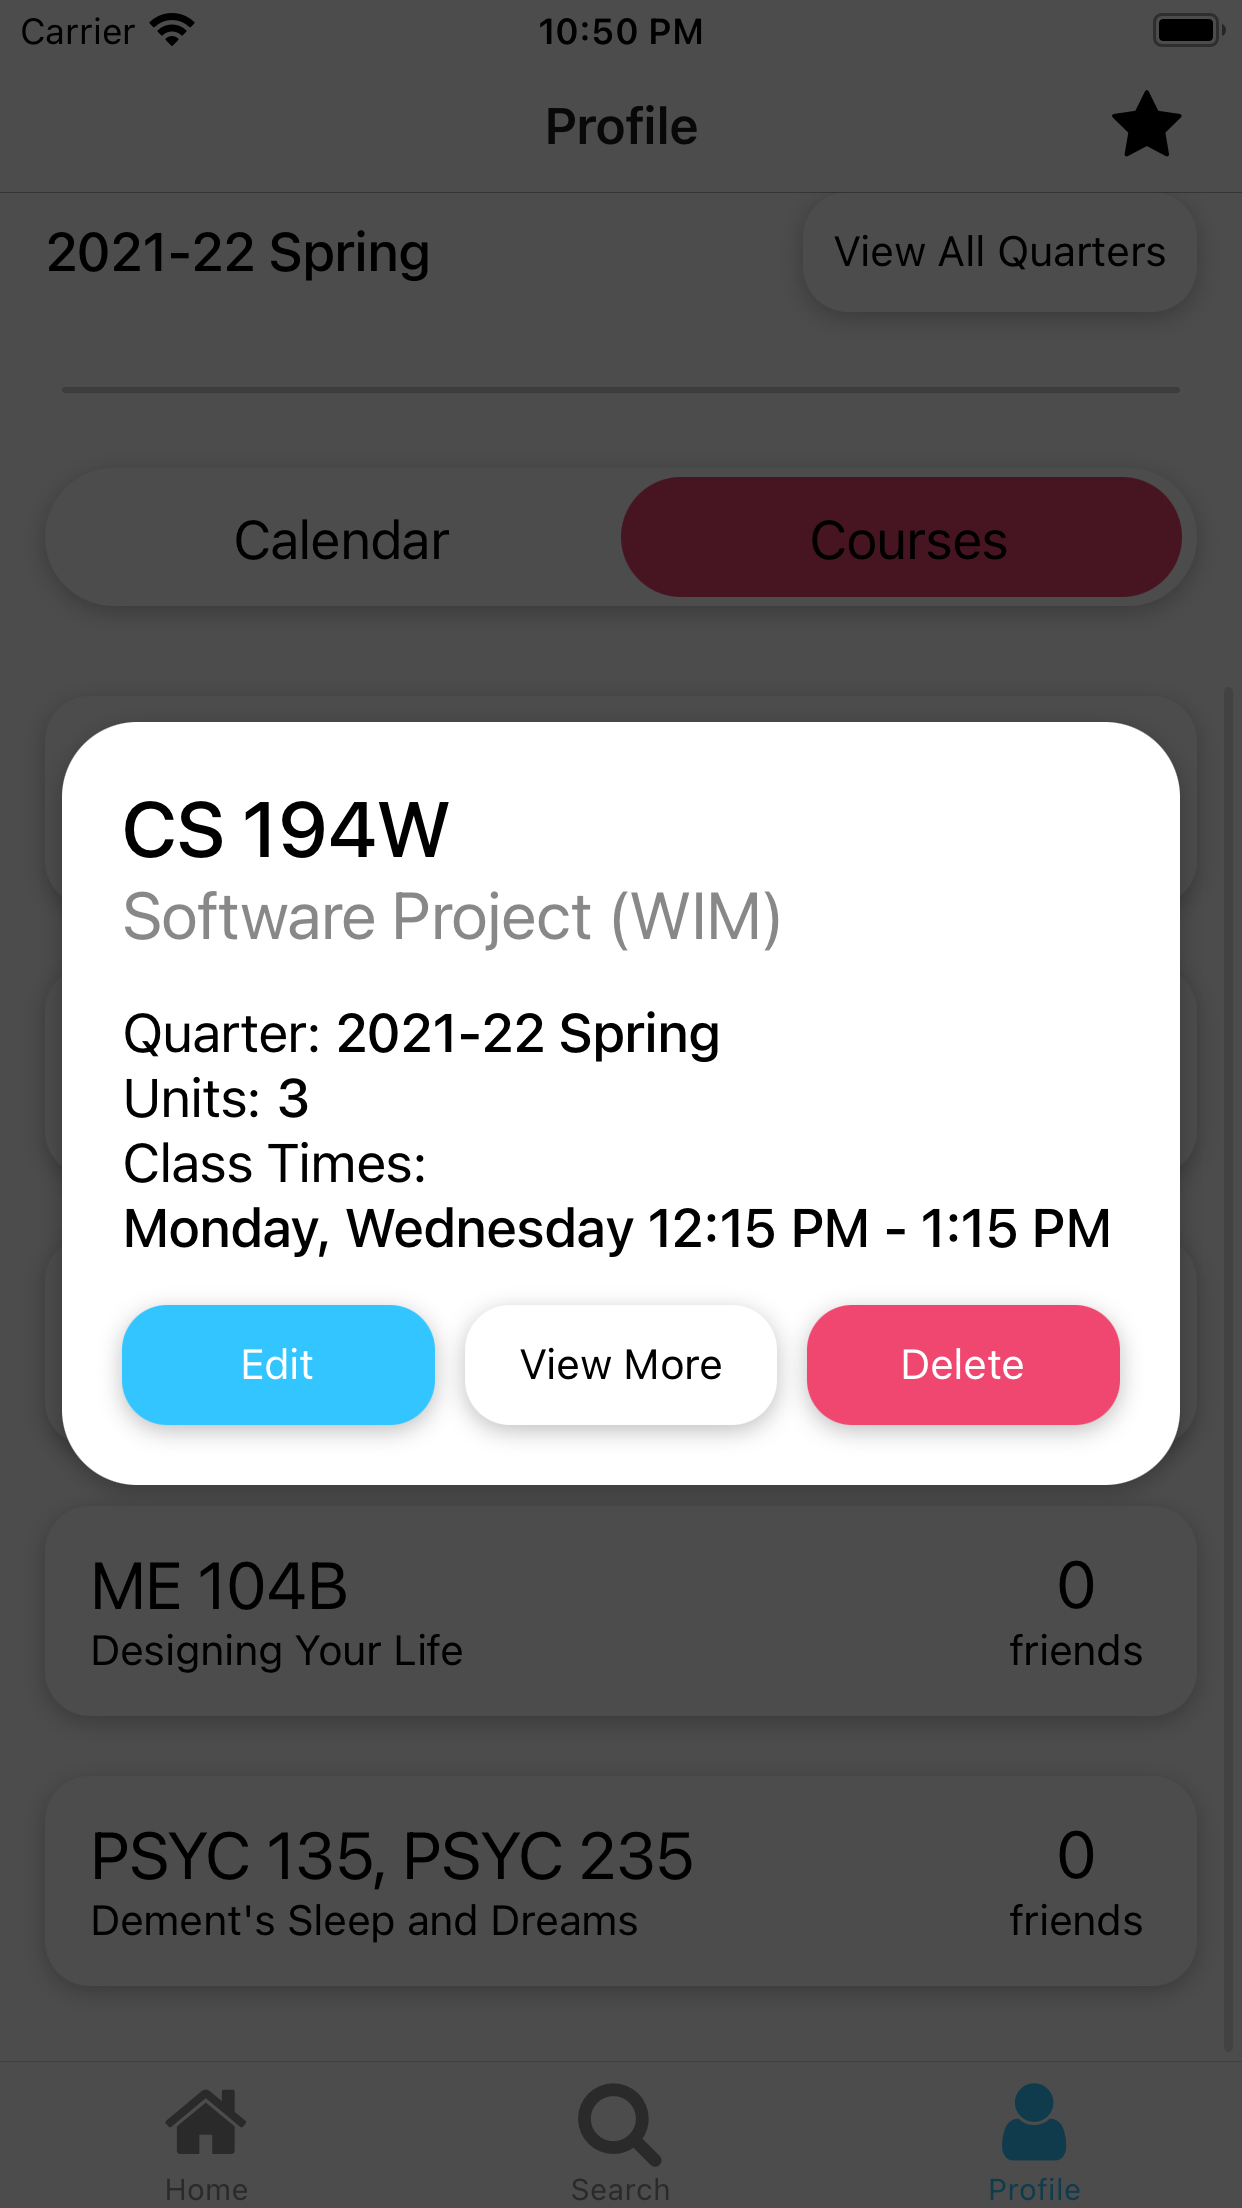 Carrier 10:50 PM
Profile
2021-22 Spring View All Quarters
Calendar Courses
CS 194W
Software Project (WIM)
Quarter: 2021-22 Spring
Units: 3
Class Times:
Monday, Wednesday 12:15 PM - 1:15 PM
Edit View More Delete
ME 104B 0
Designing Your Life friends
PSYC 135, PSYC 235 0
Dement's Sleep and Dreams friends
Home Search Profile